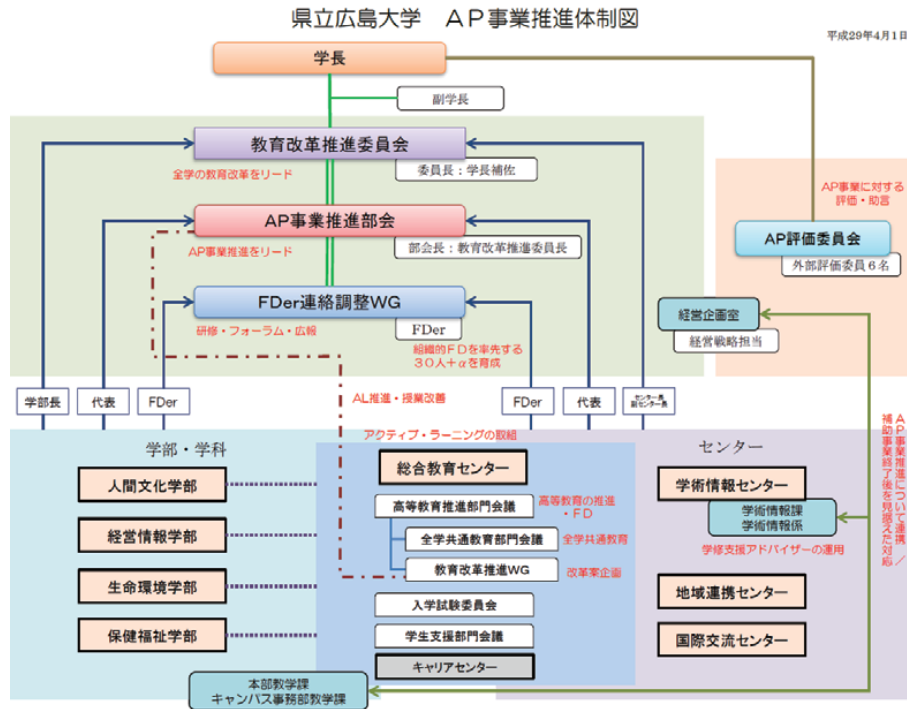 県立広島大学　ＡＰ事業推進体制図
平成29年4月1日
学長
副学長
教育改革推進委員会
委員長：学長補佐
全学の教育改革をリード
AP事業に対する
評価・助言
AP事業推進部会
部会長：教育改革推進委員長
AP事業推進をリード
AP評価委員会
外部評価委員６名
FDer連絡調整WG
FDer
研修・フォーラム・広報
組織的ＦＤを率先する
３０人＋αを育成
経営企画室
経営戦略担当
学部長
代表
FDer
AL推進・授業改善
FDer
代表
センター長
副センター長
ＡＰ事業推進について連携／
補助事業終了後を見据えた対応
学部・学科
アクティブ・ラーニングの取組
センター
人間文化学部
経営情報学部
生命環境学部
保健福祉学部
総合教育センター
高等教育推進部門会議
高等教育の推進
・ＦＤ
全学共通教育部門会議
全学共通教育
教育改革推進WG
改革案企画
入学試験委員会
学生支援部門会議
キャリアセンター
学術情報センター
学術情報課
学術情報係
学修支援アドバイザーの運用
地域連携センター
国際交流センター
本部教学課
キャンパス事務部教学課